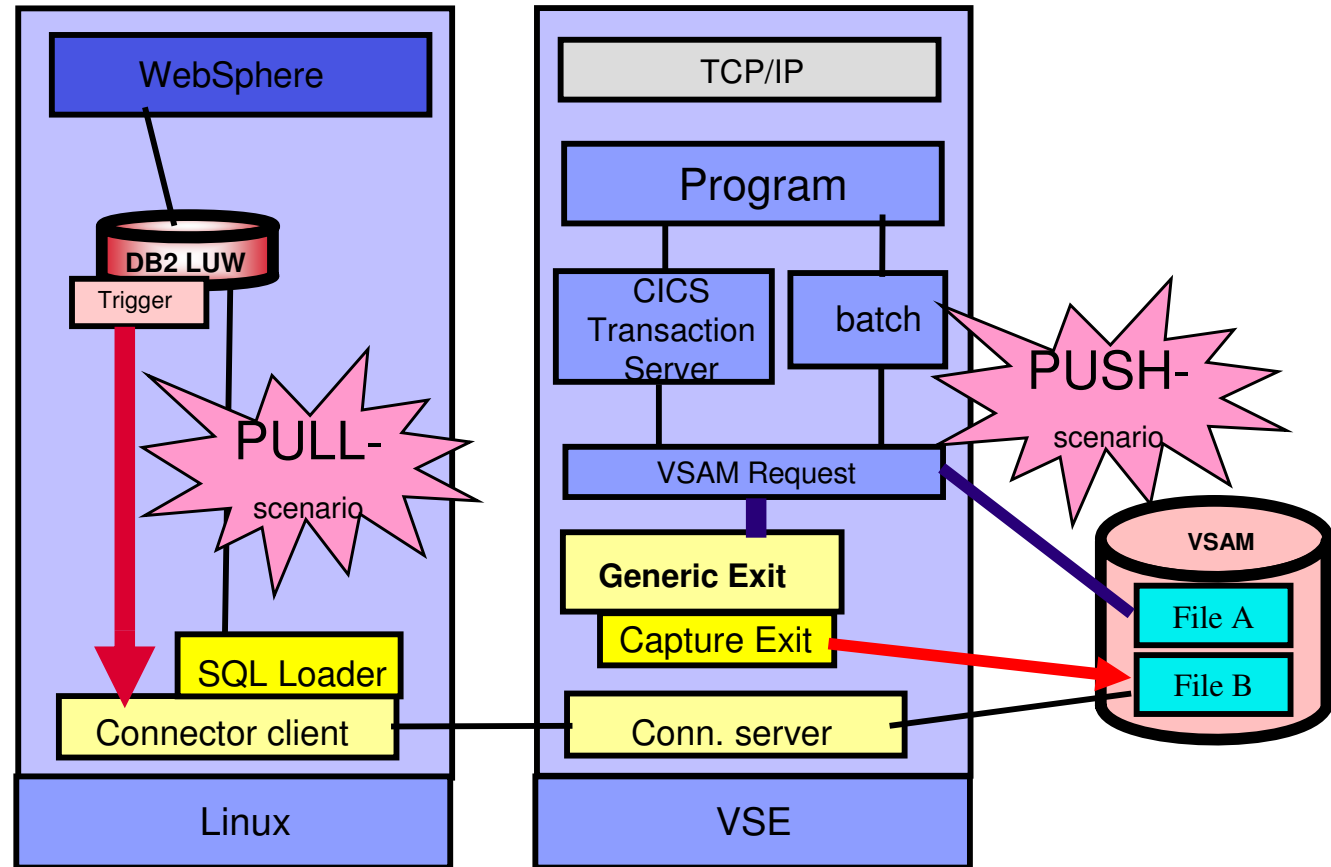 WebSphere
DB2 LUW
Trigger
PULL-
scenario
SQL Loader
Connector client
Linux
TCP/IP
Program
CICS
Transaction
Server
batch
PUSH-
scenario
VSAM Request
Generic Exit
Capture Exit
Conn. server
VSE
VSAM
File A
File B